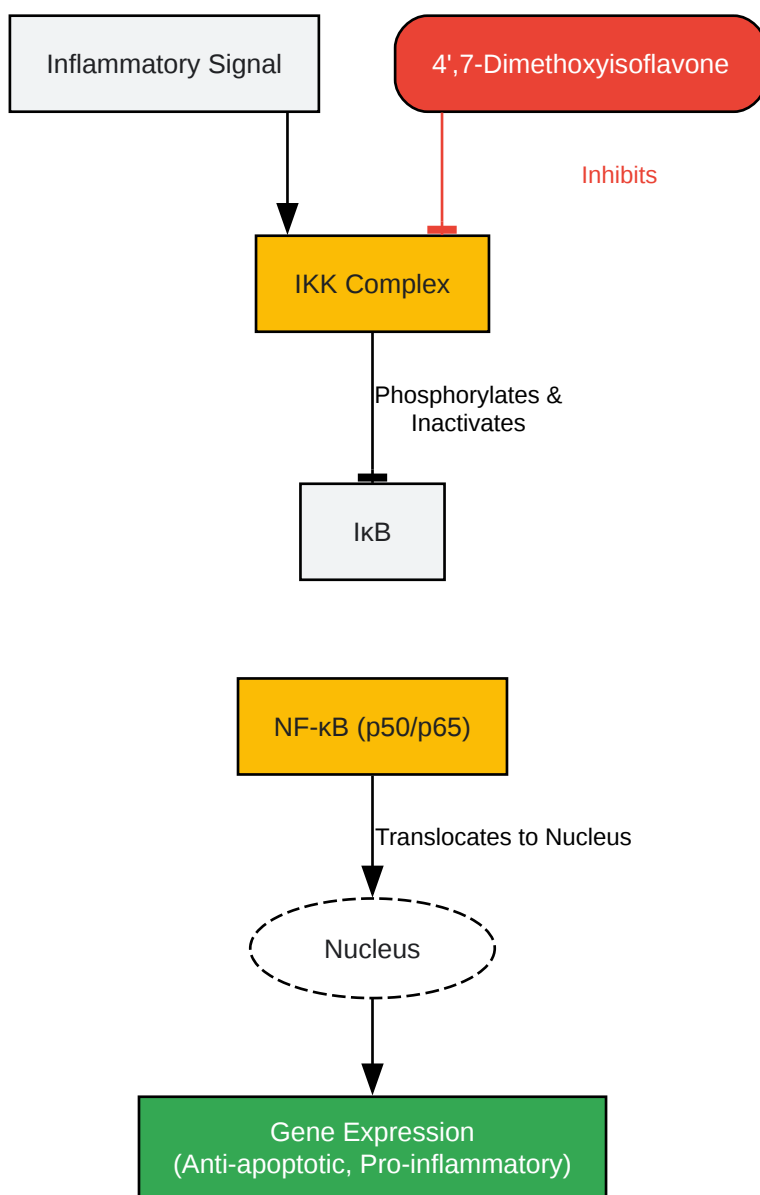 Inflammatory Signal
4',7-Dimethoxyisoflavone
Inhibits
IKK Complex
Phosphorylates &
Inactivates
IκB
NF-κB (p50/p65)
Translocates to Nucleus
Nucleus
Gene Expression
(Anti-apoptotic, Pro-inflammatory)